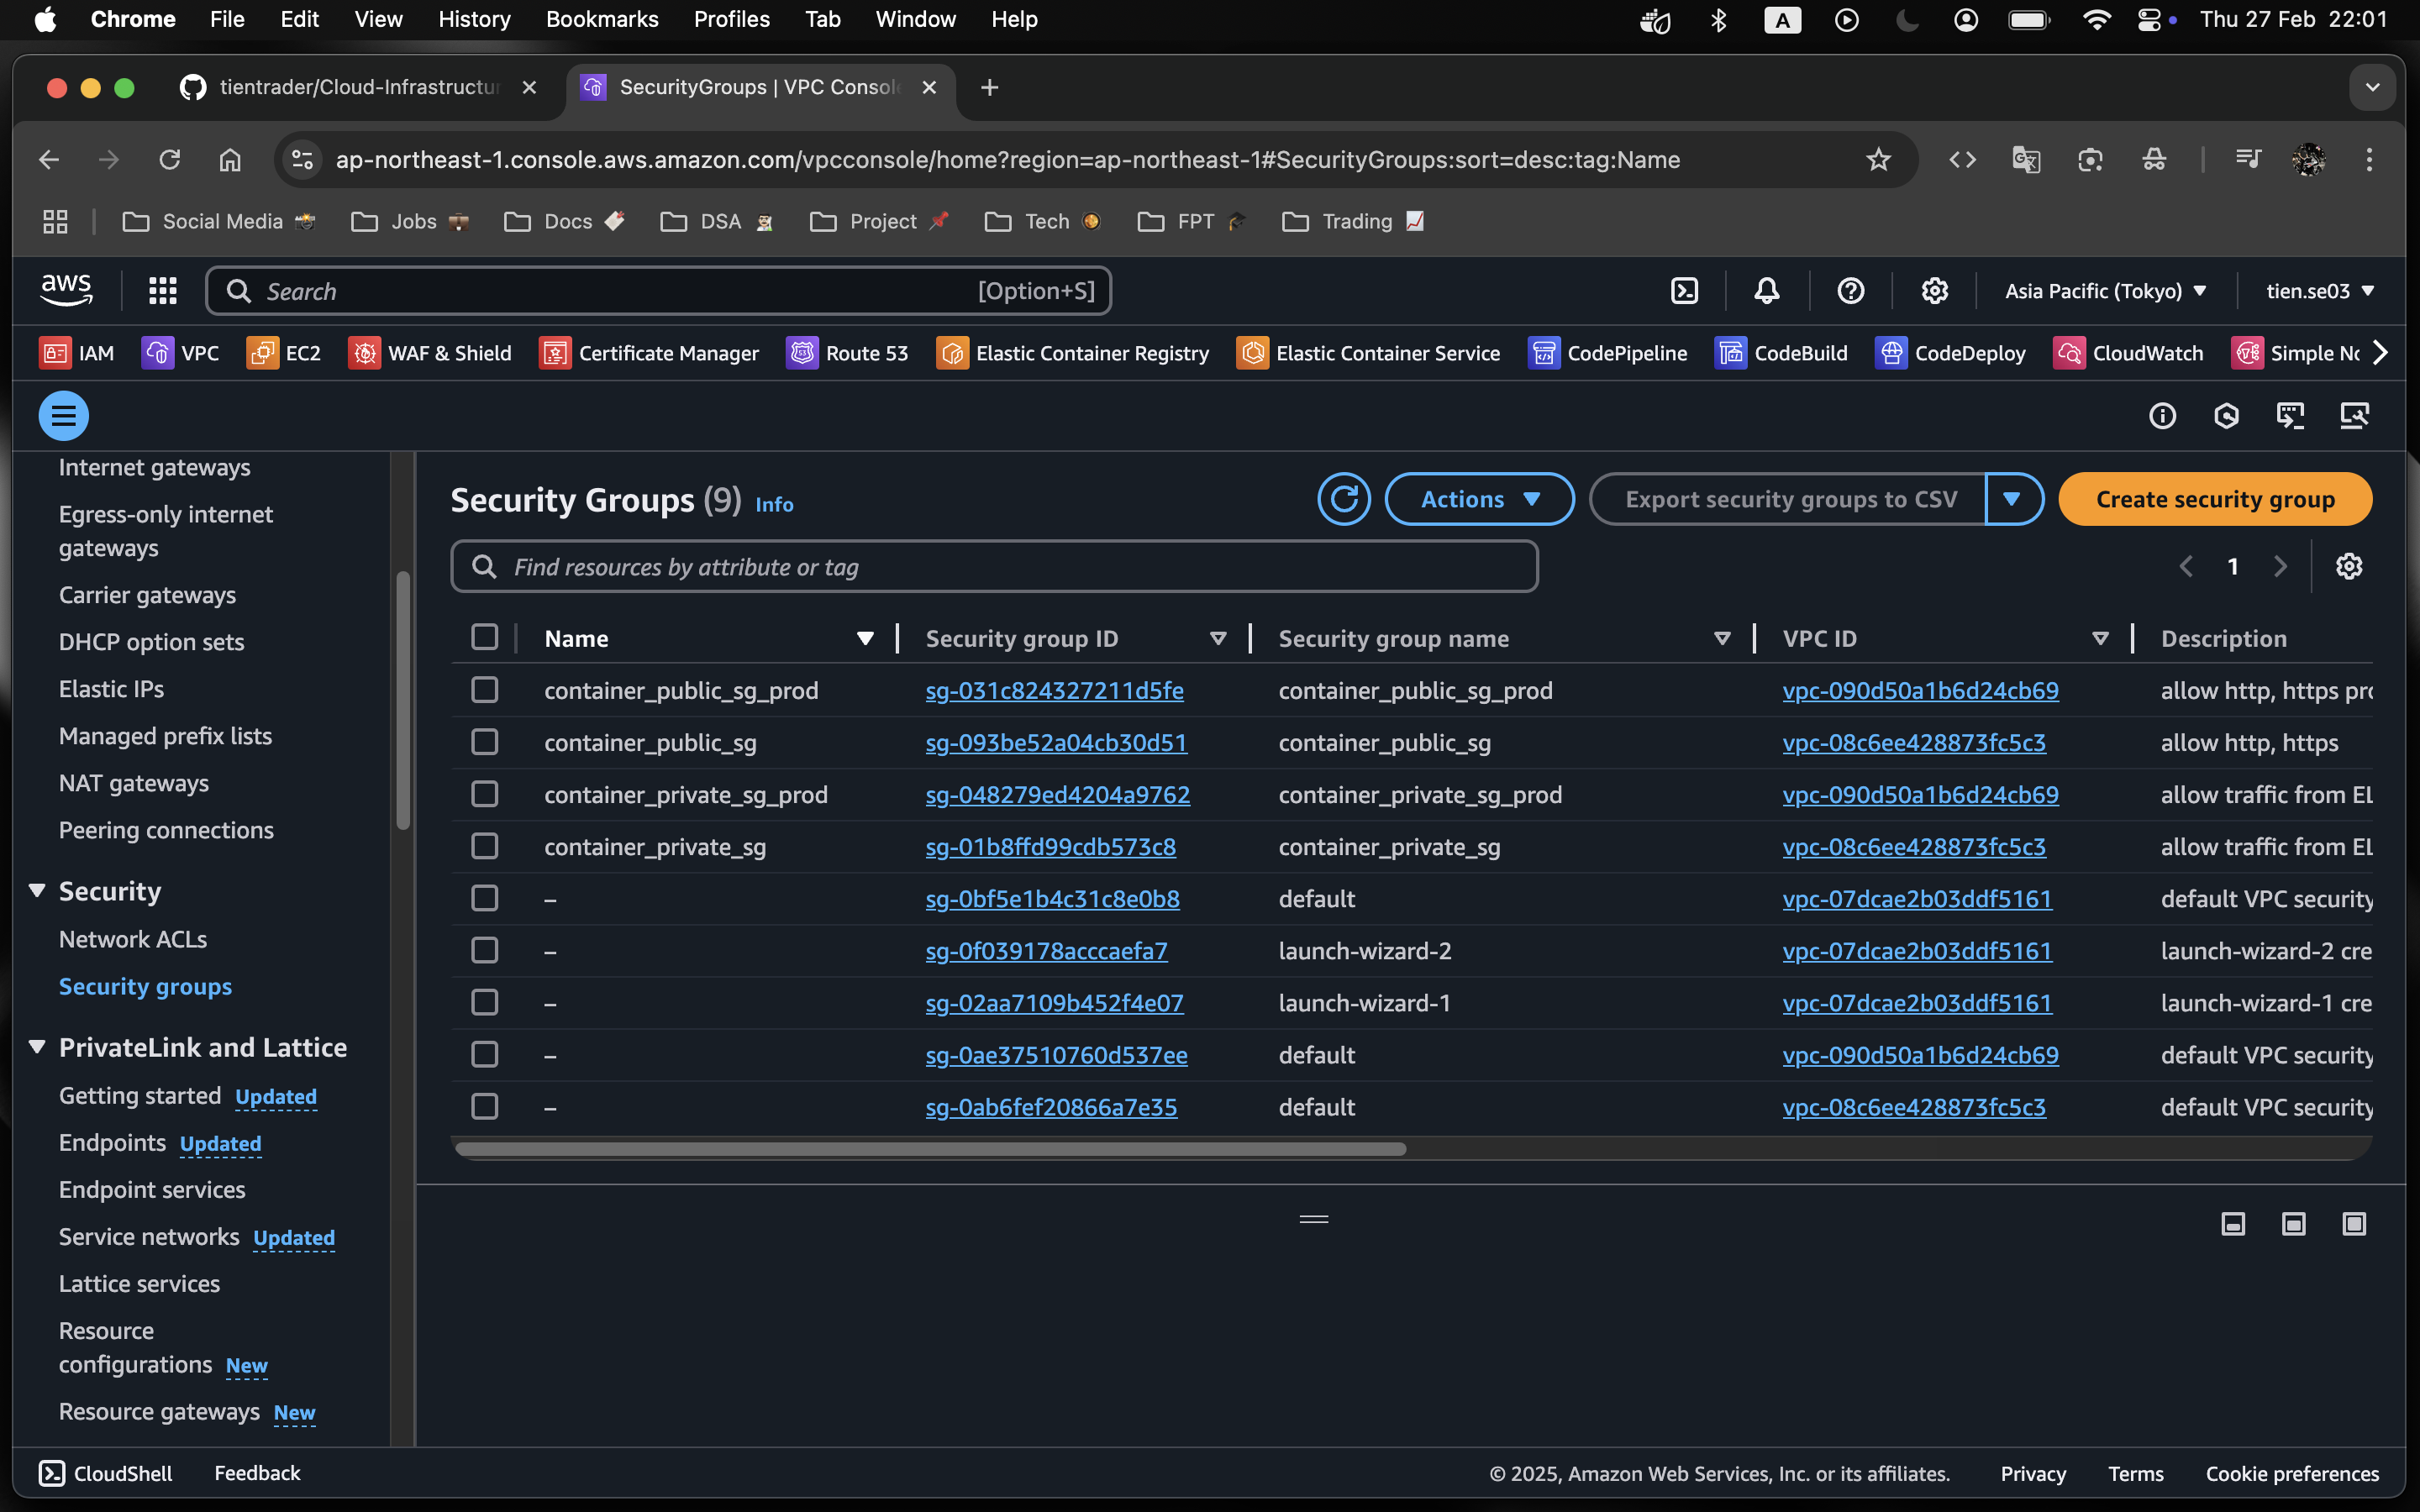 Chrome File Edit View History Bookmarks Profiles Tab Window Help A Thu 27 Feb 22:01
tientrader/Cloud-Infrastructur SecurityGroups | VPC Console
ap-northeast-1.console.aws.amazon.com/vpcconsole/home?region=ap-northeast-1#SecurityGroups:sort=desc:tag:Name
Social Media Jobs Docs DSA Project Tech FPT Trading
aws Search [Option+S] Asia Pacific (Tokyo) tien.se03
IAM VPC EC2 WAF & Shield Certificate Manager Route 53 Elastic Container Registry Elastic Container Service CodePipeline CodeBuild CodeDeploy CloudWatch Simple No
Internet gateways
Egress-only internet
gateways
Carrier gateways
DHCP option sets
Elastic IPs
Managed prefix lists
NAT gateways
Peering connections
Security
Network ACLs
Security groups
PrivateLink and Lattice
Getting started Updated
Endpoints Updated
Endpoint services
Service networks Updated
Lattice services
Resource
configurations New
Resource gateways New
Security Groups (9) Info Actions Export security groups to CSV Create security group
Find resources by attribute or tag 1
Name Security group ID Security group name VPC ID Description
container_public_sg_prod sg-031c824327211d5fe container_public_sg_prod vpc-090d50a1b6d24cb69 allow http, https pro
container_public_sg sg-093be52a04cb30d51 container_public_sg vpc-08c6ee428873fc5c3 allow http, https
container_private_sg_prod sg-048279ed4204a9762 container_private_sg_prod vpc-090d50a1b6d24cb69 allow traffic from EL
container_private_sg sg-01b8ffd99cdb573c8 container_private_sg vpc-08c6ee428873fc5c3 allow traffic from EL
– sg-0bf5e1b4c31c8e0b8 default vpc-07dcae2b03ddf5161 default VPC security
– sg-0f039178acccaefa7 launch-wizard-2 vpc-07dcae2b03ddf5161 launch-wizard-2 cre
– sg-02aa7109b452f4e07 launch-wizard-1 vpc-07dcae2b03ddf5161 launch-wizard-1 cre
– sg-0ae37510760d537ee default vpc-090d50a1b6d24cb69 default VPC security
– sg-0ab6fef20866a7e35 default vpc-08c6ee428873fc5c3 default VPC security
CloudShell Feedback © 2025, Amazon Web Services, Inc. or its affiliates. Privacy Terms Cookie preferences